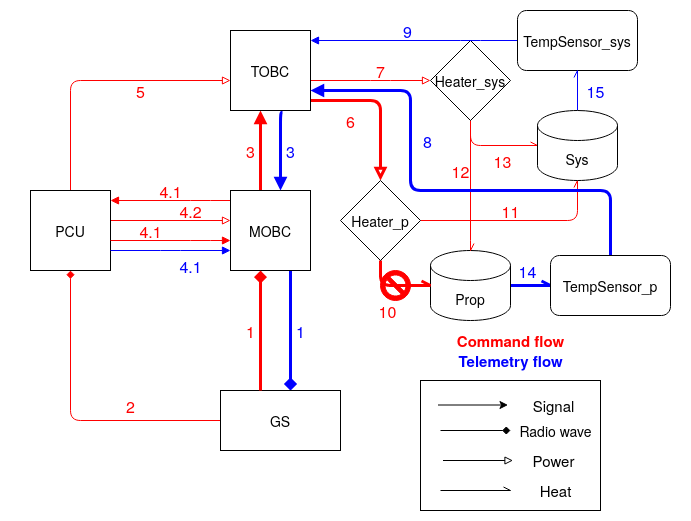 9
TempSensor_sys
TOBC
7
Heater_sys
5
6
15
8
3
3
12
13
Sys
4.1
4.2
4.1
4.1
PCU
MOBC
Heater_p
11
14
Prop
TempSensor_p
10
1
1
Command flow
Telemetry flow
2
GS
Signal
Radio wave
Power
Heat